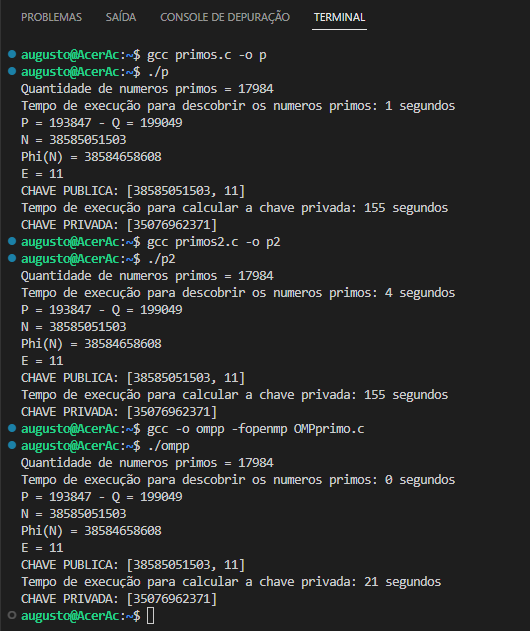 PROBLEMAS SAÍDA CONSOLE DE DEPURAÇÃO TERMINAL
augusto@AcerAc:~$ gcc primos.c -o p
augusto@AcerAc:~$ ./p
Quantidade de numeros primos = 17984
Tempo de execução para descobrir os numeros primos: 1 segundos
P = 193847 - Q = 199049
N = 38585051503
Phi(N) = 38584658608
E = 11
CHAVE PUBLICA: [38585051503, 11]
Tempo de execução para calcular a chave privada: 155 segundos
CHAVE PRIVADA: [35076962371]
augusto@AcerAc:~$ gcc primos2.c -o p2
augusto@AcerAc:~$ ./p2
Quantidade de numeros primos = 17984
Tempo de execução para descobrir os numeros primos: 4 segundos
P = 193847 - Q = 199049
N = 38585051503
Phi(N) = 38584658608
E = 11
CHAVE PUBLICA: [38585051503, 11]
Tempo de execução para calcular a chave privada: 155 segundos
CHAVE PRIVADA: [35076962371]
augusto@AcerAc:~$ gcc -o ompp -fopenmp OMPprimo.c
augusto@AcerAc:~$ ./ompp
Quantidade de numeros primos = 17984
Tempo de execução para descobrir os numeros primos: 0 segundos
P = 193847 - Q = 199049
N = 38585051503
Phi(N) = 38584658608
E = 11
CHAVE PUBLICA: [38585051503, 11]
Tempo de execução para calcular a chave privada: 21 segundos
CHAVE PRIVADA: [35076962371]
augusto@AcerAc:~$